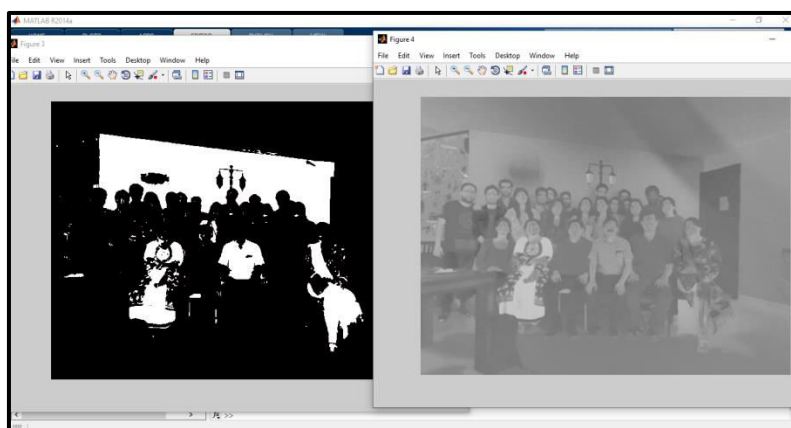 MATLAB R2014a
Figure 3
File Edit View Insert Tools Desktop Window Help
Figure 4
File Edit View Insert Tools Desktop Window Help
>>